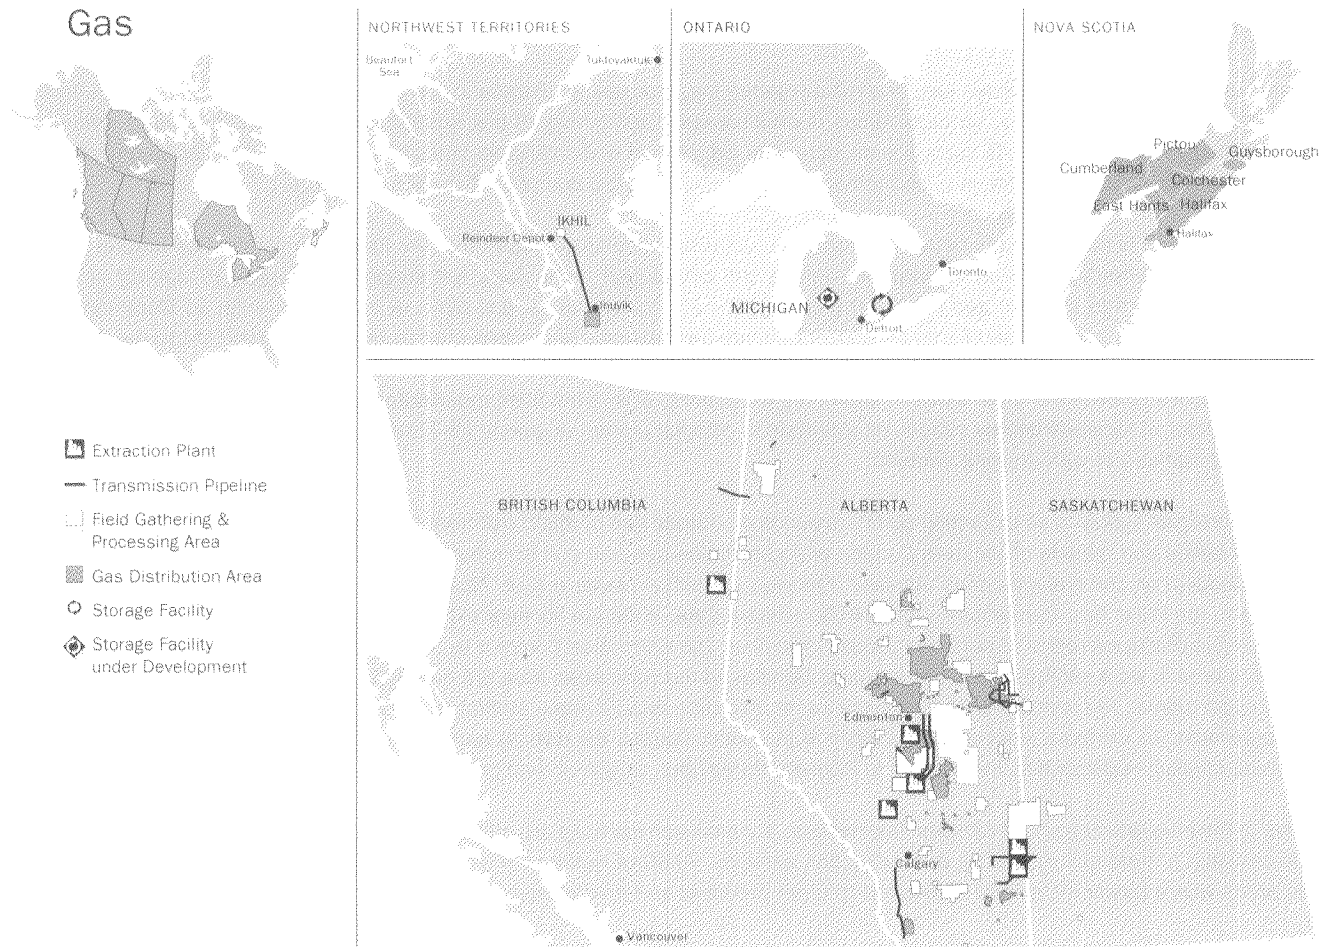 Gas
NORTHWEST TERRITORIES
Beaufort
Sea
Tuktoyaktuk
IKHIL
Reindeer Depot
Inuvik
ONTARIO
Toronto
MICHIGAN
Detroit
NOVA SCOTIA
Pictou
Guysborough
Cumberland
Colchester
East Hants
Halifax
Halifax
Extraction Plant
Transmission Pipeline
Field Gathering &
Processing Area
Gas Distribution Area
Storage Facility
Storage Facility
under Development
BRITISH COLUMBIA
ALBERTA
SASKATCHEWAN
Edmonton
Calgary
Vancouver